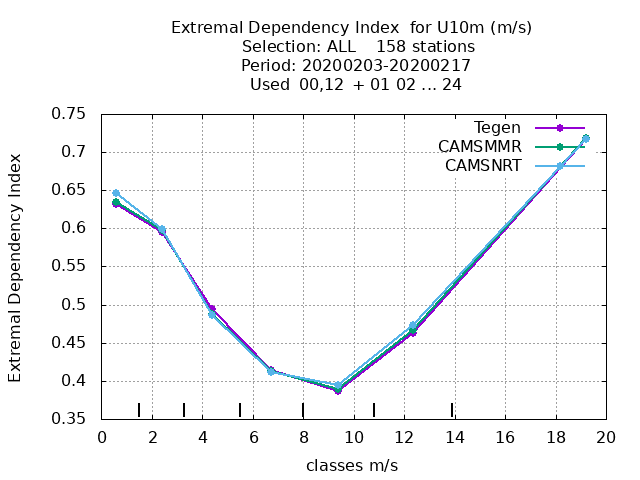 Extremal Dependency Index  for U10m (m/s)
Selection: ALL    158 stations
Period: 20200203-20200217
Used  00,12  + 01 02 ... 24
Extremal Dependency Index
0.75
0.7
0.65
0.6
0.55
0.5
0.45
0.4
0.35
Tegen
CAMSMMR
CAMSNRT
0 2 4 6 8 10 12 14 16 18 20
classes m/s